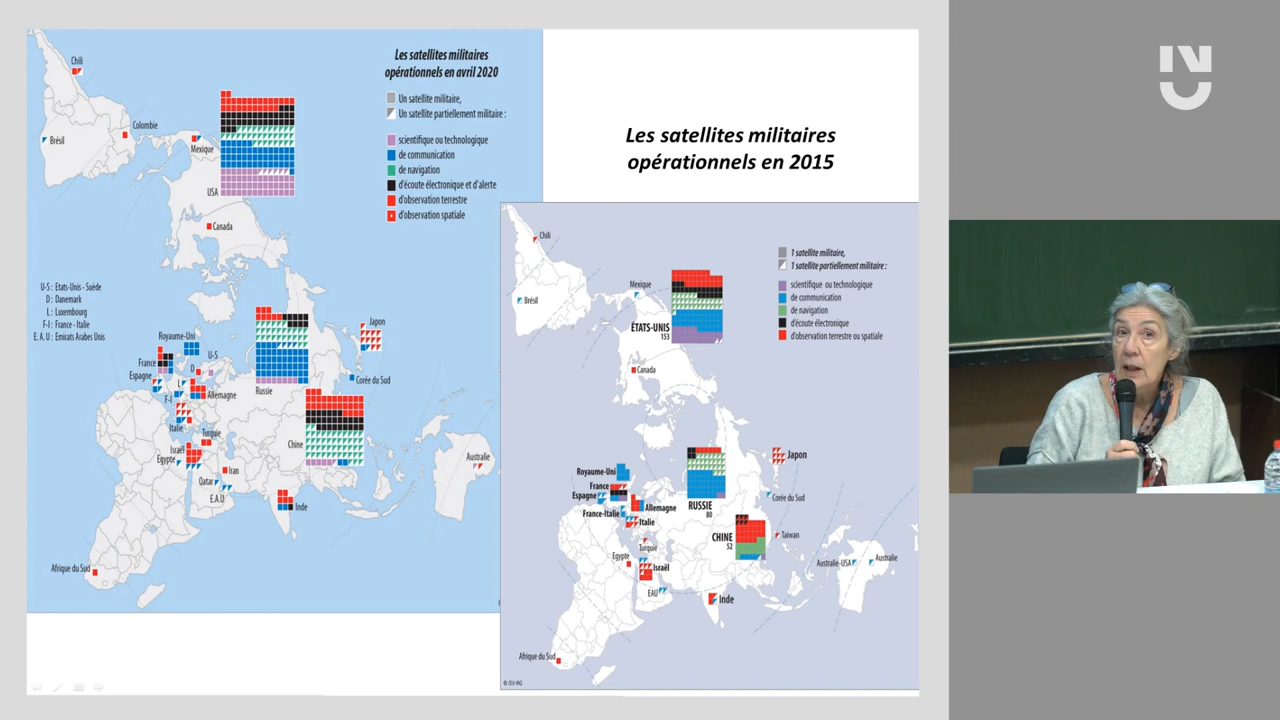 Les satellites militaires
opérationnels en avril 2020
Un satellite militaire,
Un satellite partiellement militaire :
scientifique ou technologique
de communication
de navigation
d'écoute électronique et d'alerte
d'observation terrestre
d'observation spatiale
Chili
Brésil
Colombie
Mexique
USA
Canada
U-S : Etats-Unis - Suède
D : Danemark
L : Luxembourg
F-I : France - Italie
E. A. U : Emirats Arabes Unis
Royaume-Uni
U-S
France
D
Espagne
L
Allemagne
F-I
Italie
Turquie
Israël
Egypte
Iran
Qatar
E.A.U
Inde
Russie
Chine
Japon
Corée du Sud
Australie
Afrique du Sud
Les satellites militaires
opérationnels en 2015
Chili
Brésil
Mexique
ÉTATS-UNIS
153
Canada
1 satellite militaire,
1 satellite partiellement militaire :
scientifique ou technologique
de communication
de navigation
d'écoute électronique
d'observation terrestre ou spatiale
Royaume-Uni
France
Espagne
Allemagne
France-Italie
Italie
Turquie
Egypte
Israël
EAU
Inde
RUSSIE
80
CHINE
52
Japon
Corée du Sud
Taiwan
Australie-USA
Australie
Afrique du Sud
© ISV-RG